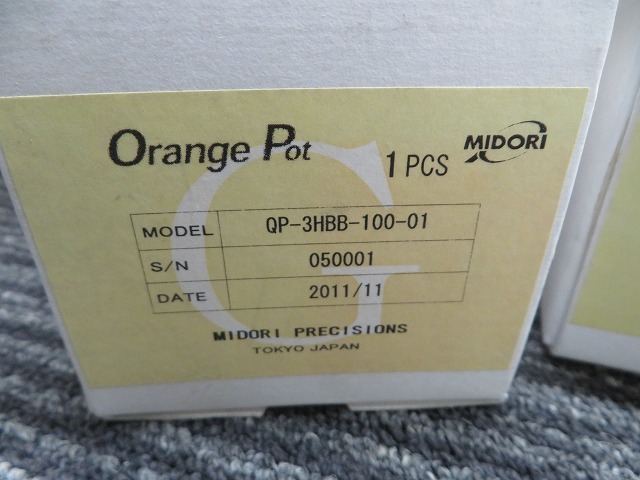 Orange Pot
1 PCS
MIDORI
G
MODEL QP-3HBB-100-01
S/N 050001
DATE 2011/11
MIDORI PRECISIONS
TOKYO JAPAN